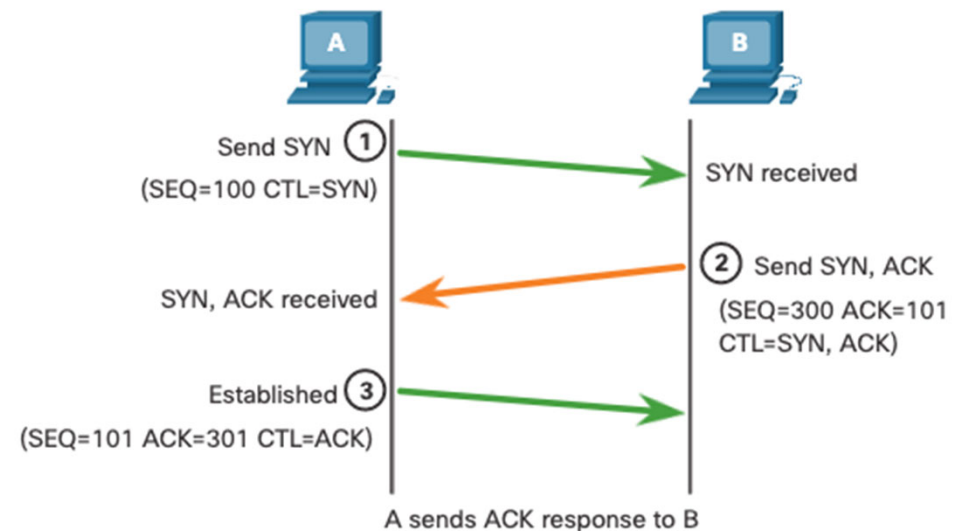 A
B
Send SYN 1
(SEQ=100 CTL=SYN)
SYN received
2 Send SYN, ACK
SYN, ACK received
(SEQ=300 ACK=101
CTL=SYN, ACK)
Established 3
(SEQ=101 ACK=301 CTL=ACK)
A sends ACK response to B